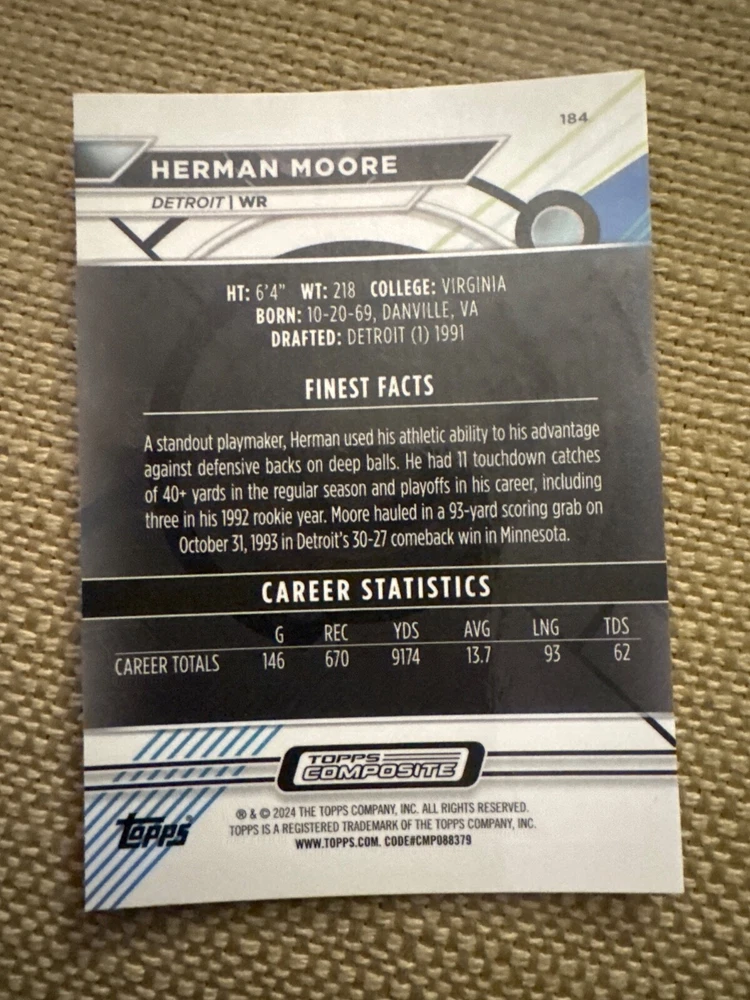 184
HERMAN MOORE
DETROIT | WR
HT: 6'4" WT: 218 COLLEGE: VIRGINIA
BORN: 10-20-69, DANVILLE, VA
DRAFTED: DETROIT (1) 1991
FINEST FACTS
A standout playmaker, Herman used his athletic ability to his advantage
against defensive backs on deep balls. He had 11 touchdown catches
of 40+ yards in the regular season and playoffs in his career, including
three in his 1992 rookie year. Moore hauled in a 93-yard scoring grab on
October 31, 1993 in Detroit's 30-27 comeback win in Minnesota.
CAREER STATISTICS
G REC YDS AVG LNG TDS
CAREER TOTALS 146 670 9174 13.7 93 62
TOPPS
COMPOSITE
Topps®
® & © 2024 THE TOPPS COMPANY, INC. ALL RIGHTS RESERVED.
TOPPS IS A REGISTERED TRADEMARK OF THE TOPPS COMPANY, INC.
WWW.TOPPS.COM. CODE#CMP088379